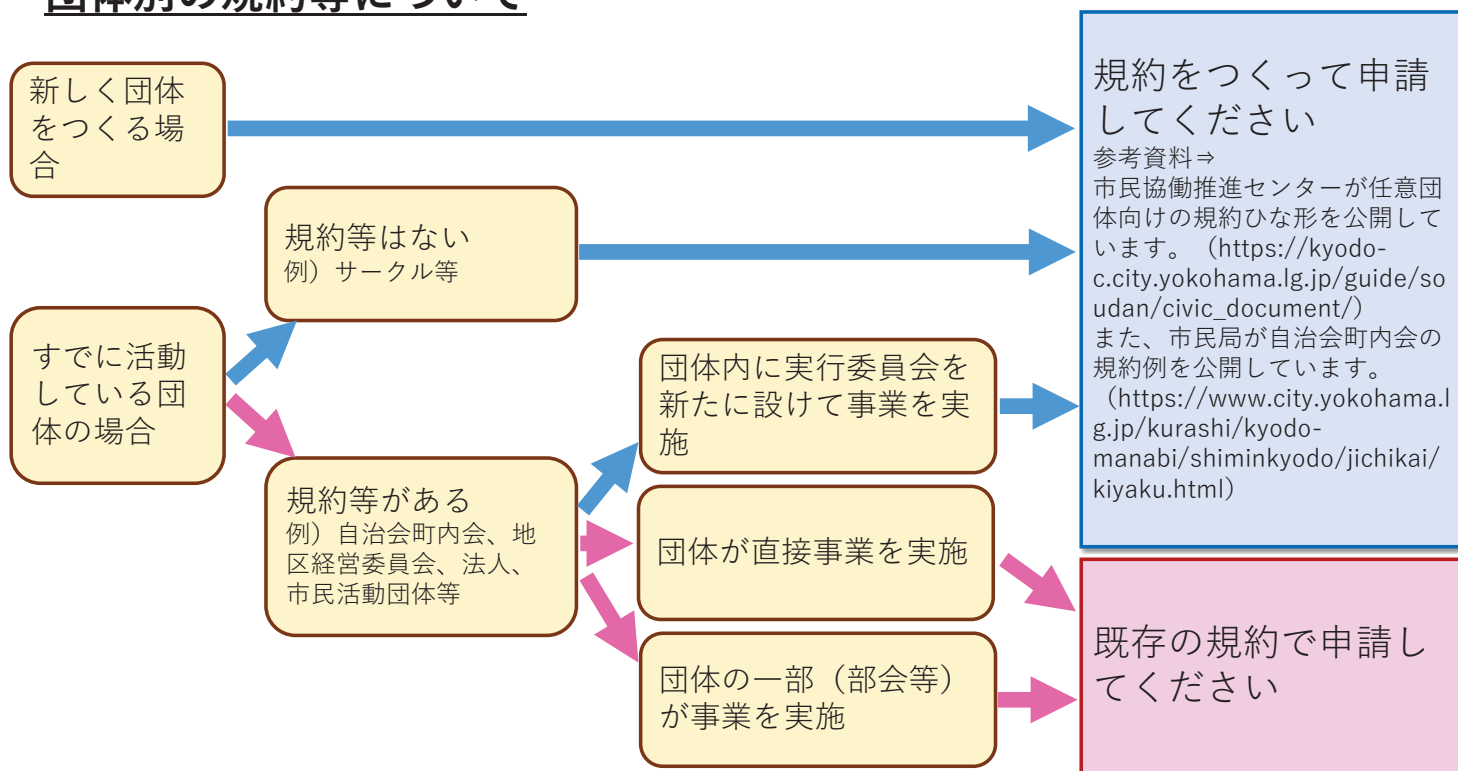 団体別の規約等について
新しく団体
をつくる場
合
規約等はない
例）サークル等
すでに活動
している団
体の場合
規約等がある
例）自治会町内会、地
区経営委員会、法人、
市民活動団体等
団体内に実行委員会を
新たに設けて事業を実
施
団体が直接事業を実施
団体の一部（部会等）
が事業を実施
規約をつくって申請
してください
参考資料⇒
市民協働推進センターが任意団
体向けの規約ひな形を公開して
います。（https://kyodo-
c.city.yokohama.lg.jp/guide/so
udan/civic_document/）
また、市民局が自治会町内会の
規約例を公開しています。
（https://www.city.yokohama.l
g.jp/kurashi/kyodo-
manabi/shiminkyodo/jichikai/
kiyaku.html）
既存の規約で申請し
てください